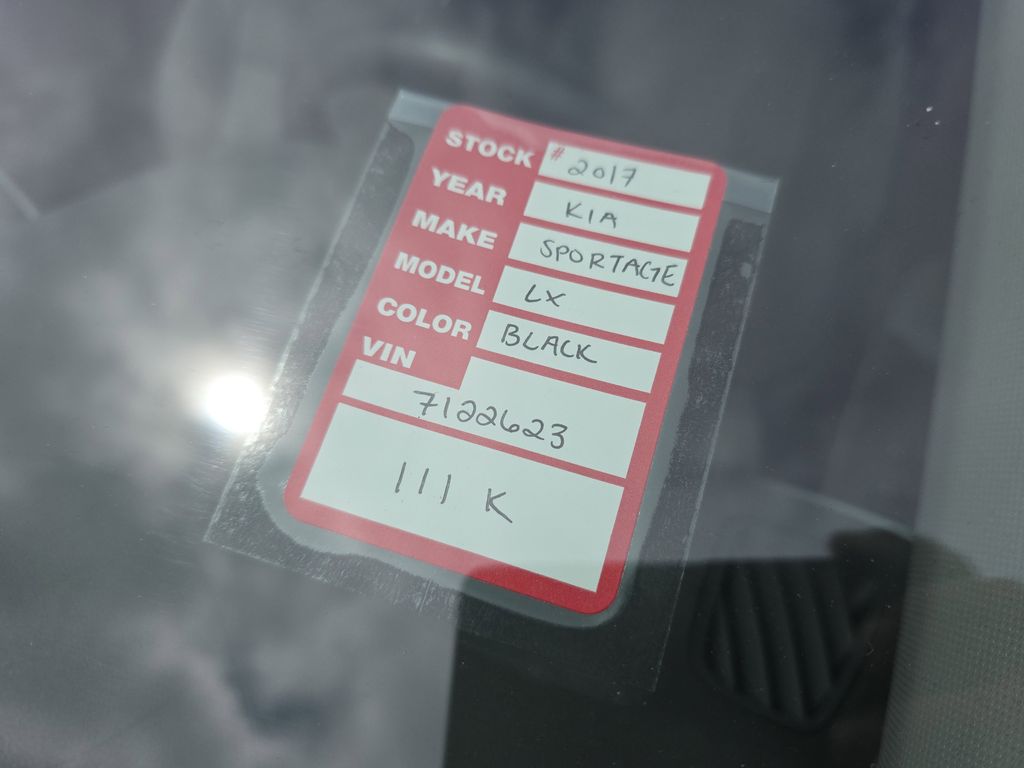 STOCK # 2017
YEAR KIA
MAKE SPORTAGE
MODEL LX
COLOR BLACK
VIN
7122623
111 K